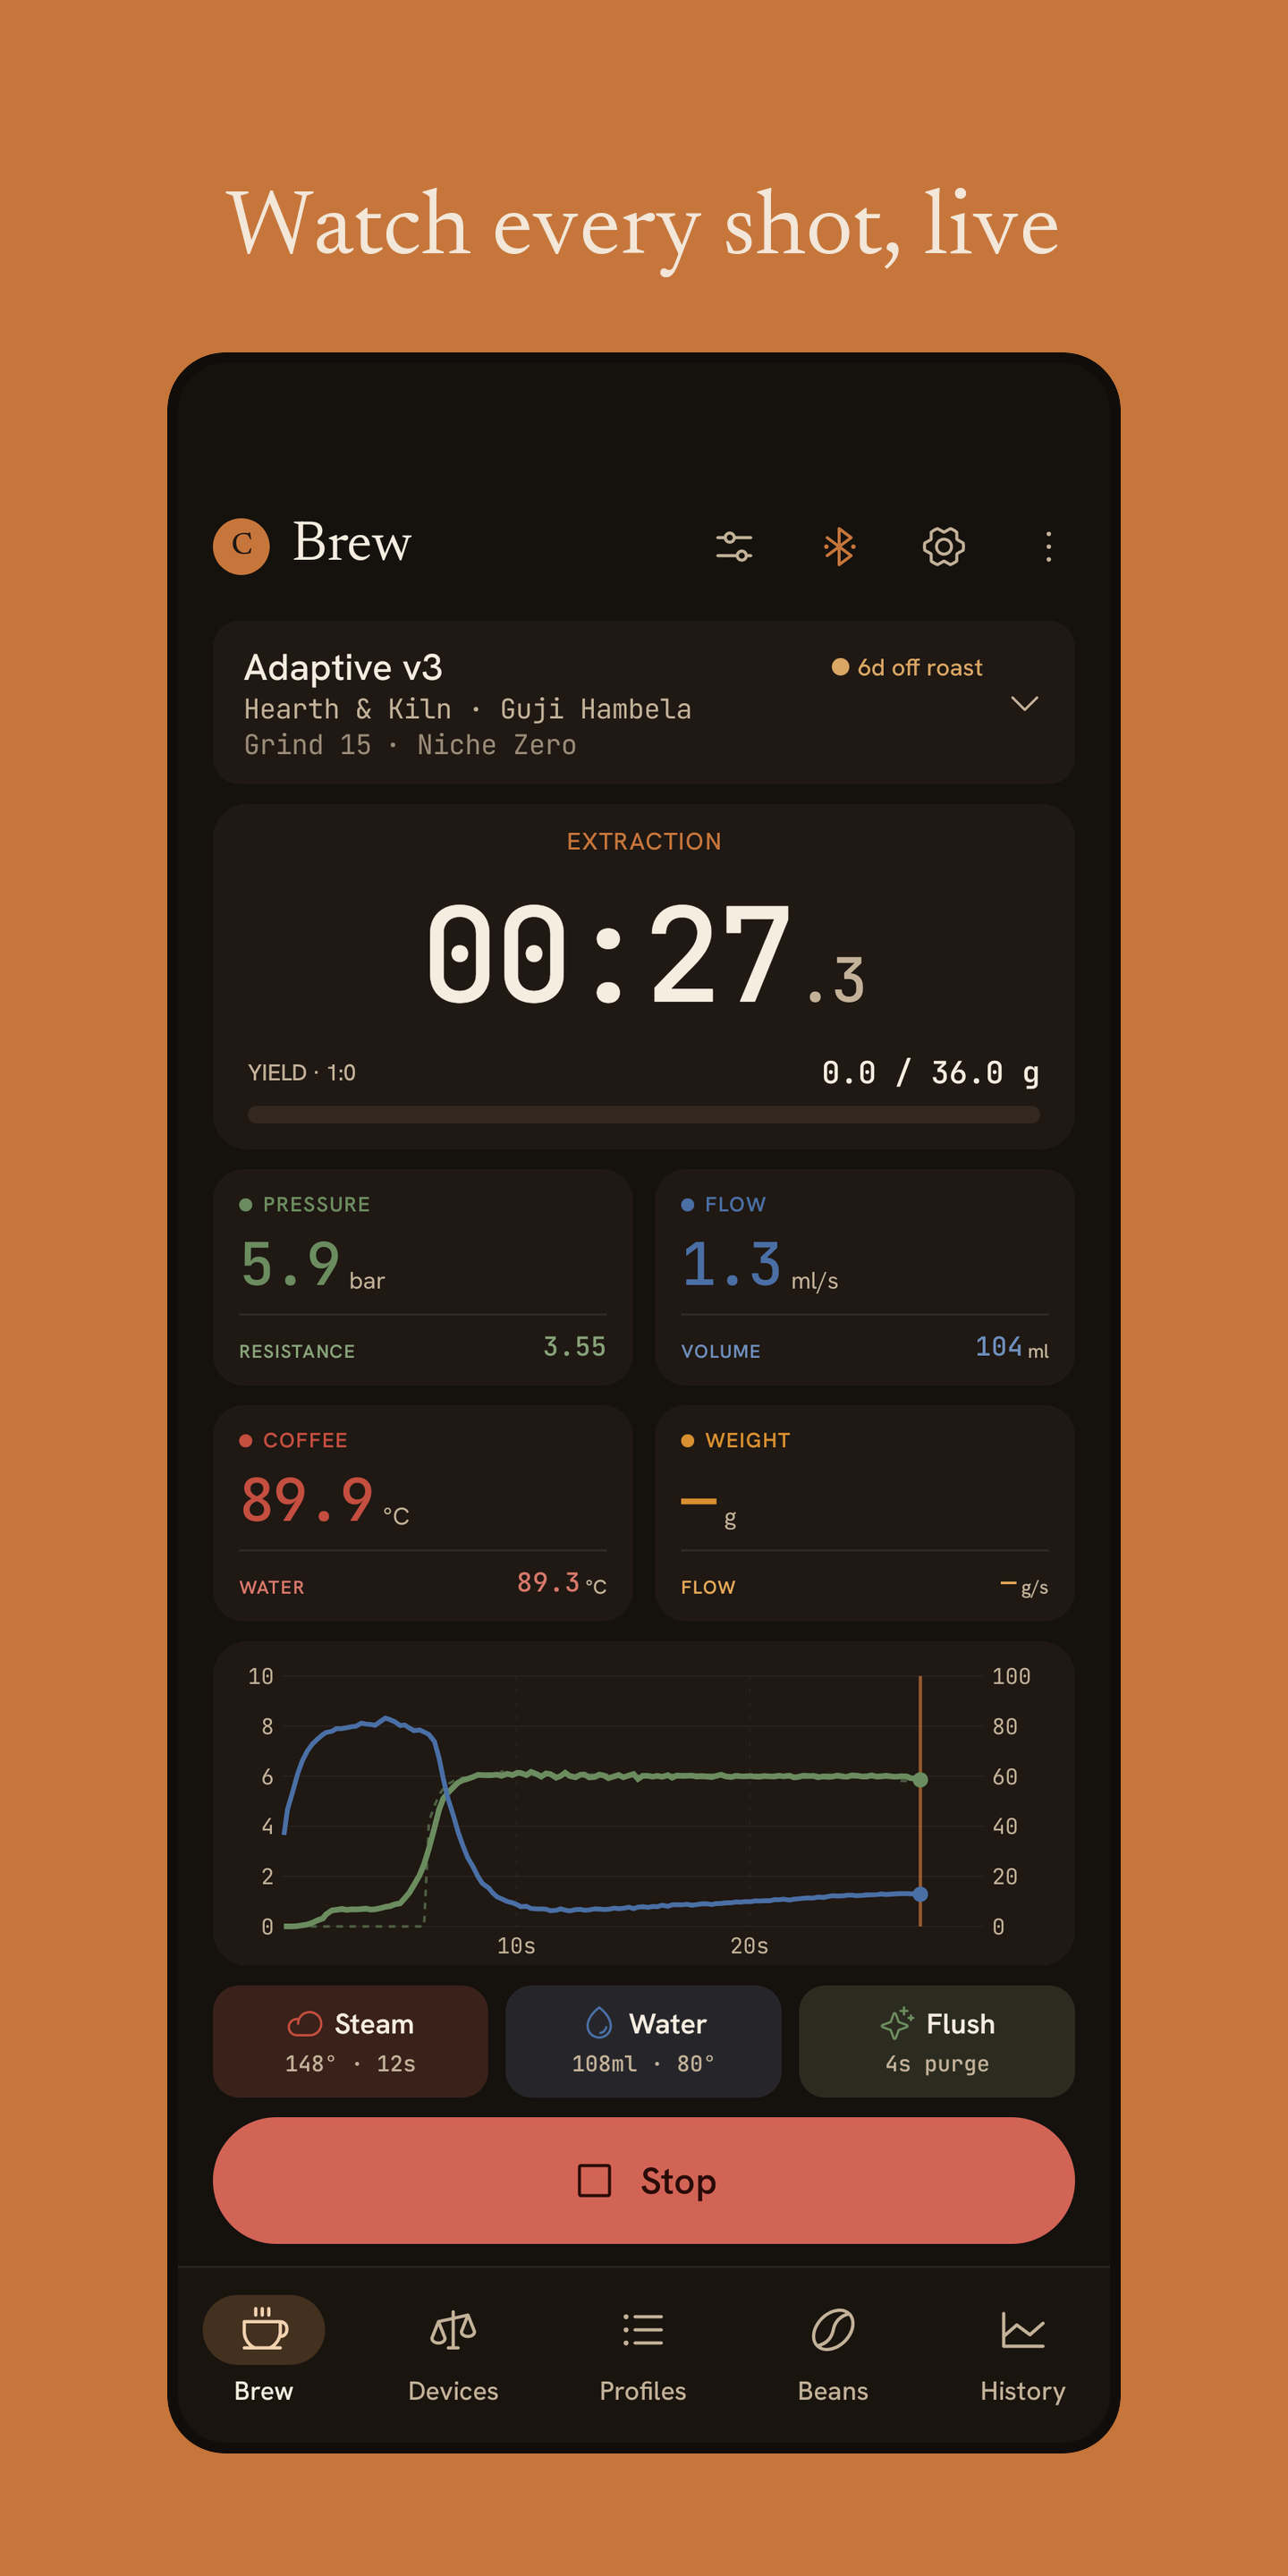 Watch every shot, live
C Brew
Adaptive v3
6d off roast
Hearth & Kiln · Guji Hambela
Grind 15 · Niche Zero
EXTRACTION
00:27.3
YIELD · 1:0
0.0 / 36.0 g
PRESSURE
5.9 bar
RESISTANCE 3.55
FLOW
1.3 ml/s
VOLUME 104 ml
COFFEE
89.9 °C
WATER 89.3 °C
WEIGHT
— g
FLOW — g/s
10 100
8 80
6 60
4 40
2 20
0 0
10s 20s
Steam
148° · 12s
Water
108ml · 80°
Flush
4s purge
Stop
Brew Devices Profiles Beans History